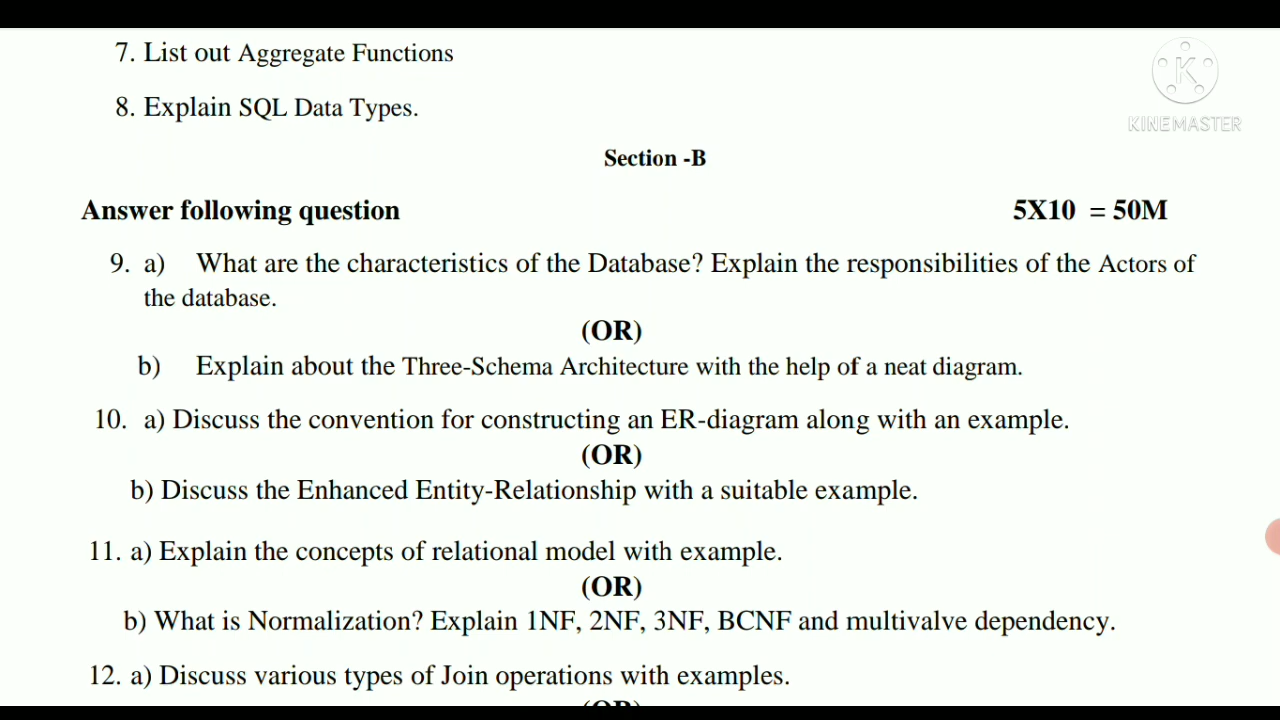 7. List out Aggregate Functions
8. Explain SQL Data Types.
KINEMASTER
Section -B
Answer following question 5X10 = 50M
9. a) What are the characteristics of the Database? Explain the responsibilities of the Actors of
the database.
(OR)
b) Explain about the Three-Schema Architecture with the help of a neat diagram.
10. a) Discuss the convention for constructing an ER-diagram along with an example.
(OR)
b) Discuss the Enhanced Entity-Relationship with a suitable example.
11. a) Explain the concepts of relational model with example.
(OR)
b) What is Normalization? Explain 1NF, 2NF, 3NF, BCNF and multivalve dependency.
12. a) Discuss various types of Join operations with examples.